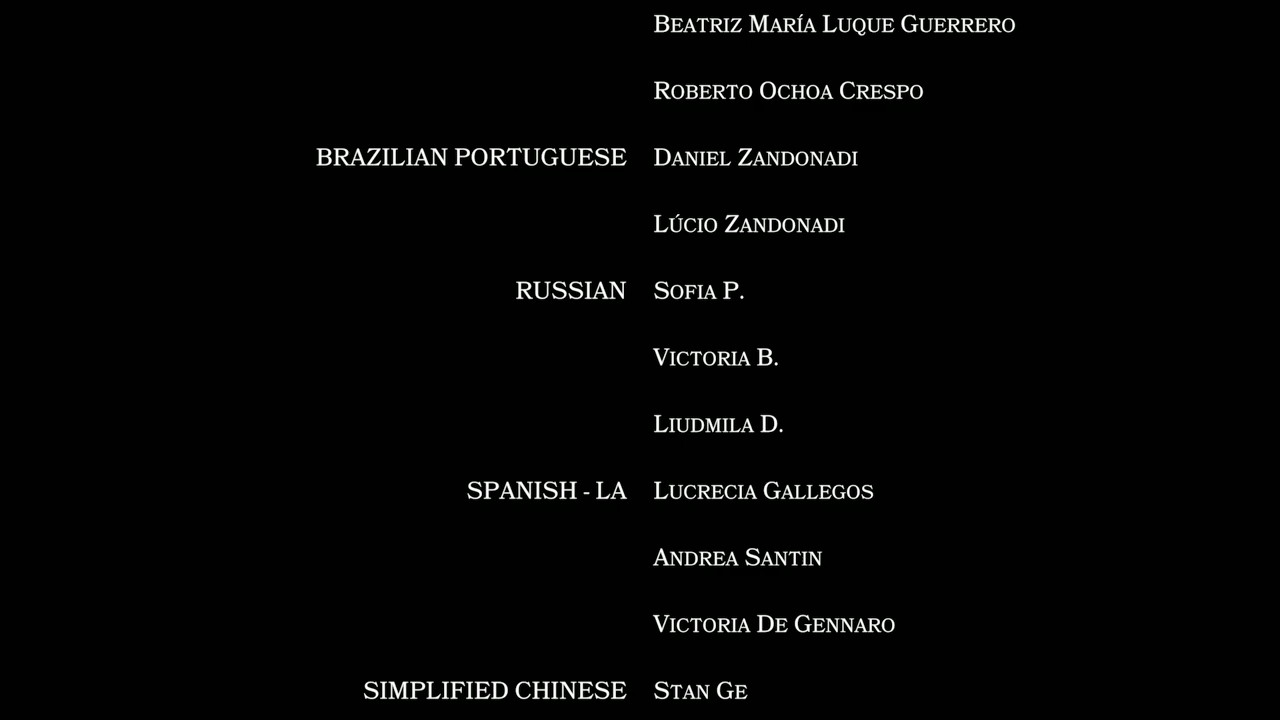 Beatriz María Luque Guerrero
Roberto Ochoa Crespo
BRAZILIAN PORTUGUESE Daniel Zandonadi
Lúcio Zandonadi
RUSSIAN Sofia P.
Victoria B.
Liudmila D.
SPANISH - LA Lucrecia Gallegos
Andrea Santin
Victoria De Gennaro
SIMPLIFIED CHINESE Stan Ge